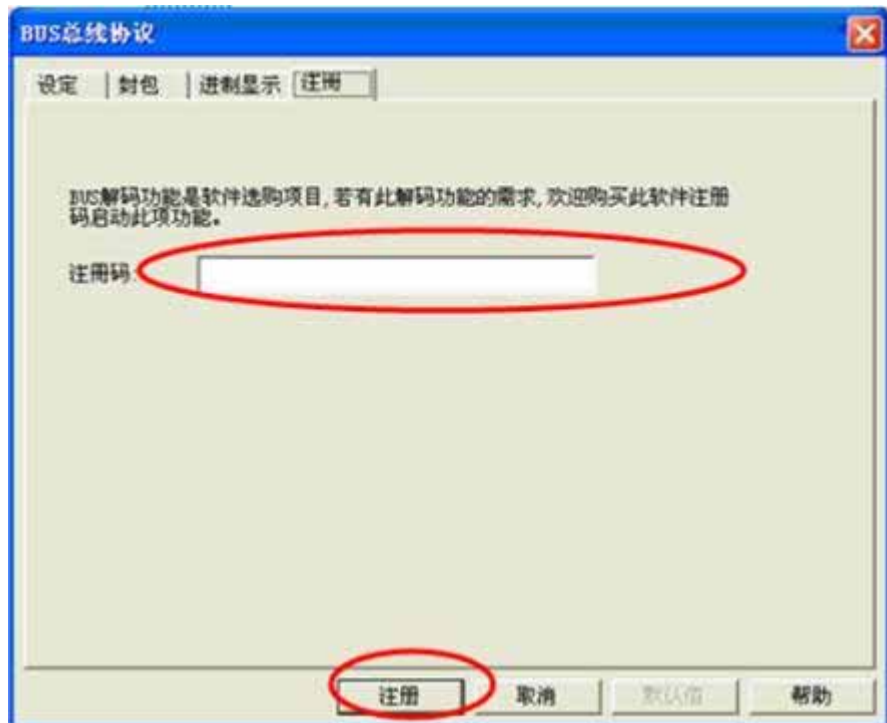 BUS总线协议
设定 封包 进制显示 注册
BUS解码功能是软件选购项目,若有此解码功能的需求,欢迎购买此软件注册
码启动此项功能。
注册码:
注册 取消 默认值 帮助